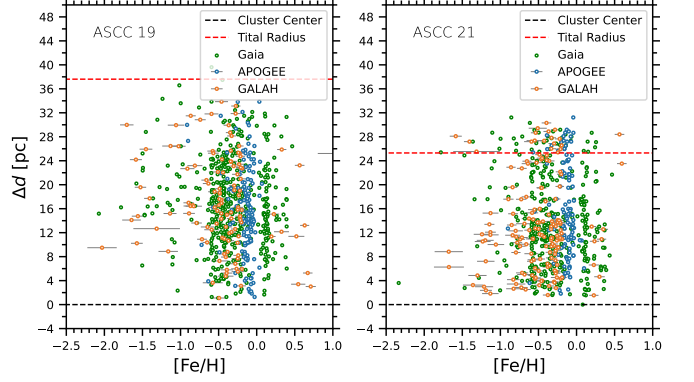 ASCC 19
Cluster Center
Tital Radius
Gaia
APOGEE
GALAH
48
44
40
36
32
28
24
20
16
12
8
4
0
−4
Δd [pc]
−2.5 −2.0 −1.5 −1.0 −0.5 0.0 0.5 1.0
[Fe/H]
ASCC 21
Cluster Center
Tital Radius
Gaia
APOGEE
GALAH
48
44
40
36
32
28
24
20
16
12
8
4
0
−4
−2.5 −2.0 −1.5 −1.0 −0.5 0.0 0.5 1.0
[Fe/H]